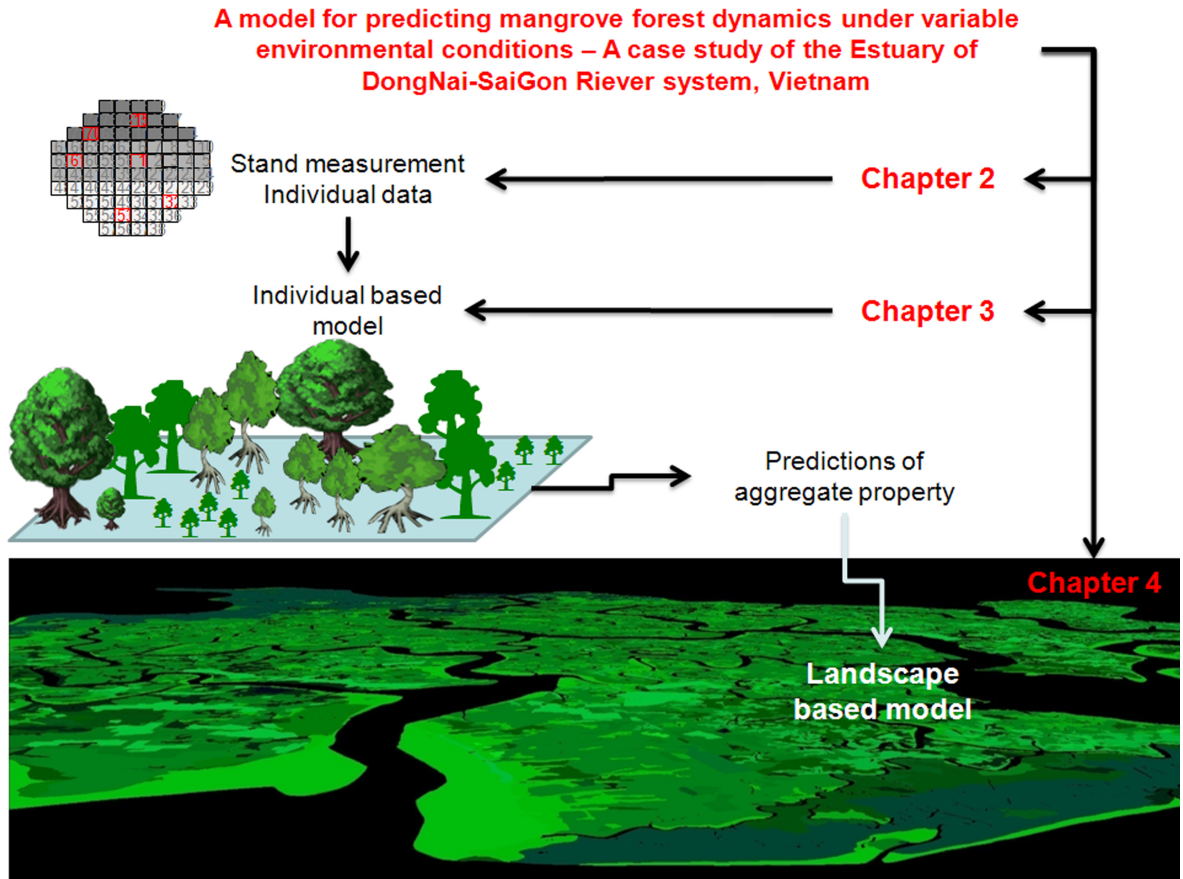 A model for predicting mangrove forest dynamics under variable
environmental conditions – A case study of the Estuary of
DongNai-SaiGon Riever system, Vietnam
Stand measurement
Individual data
Chapter 2
Individual based
model
Chapter 3
Predictions of
aggregate property
Chapter 4
Landscape
based model